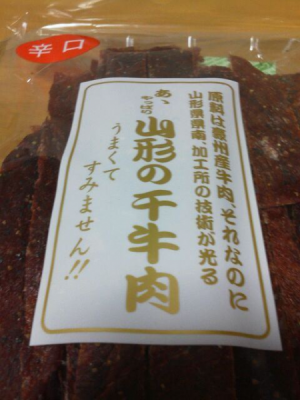 辛口
原料は豪州産牛肉、それなのに
山形県県南、加工所の技術が光る
あゝ
やっぱり
山形の干牛肉
うまくて
すみません!!